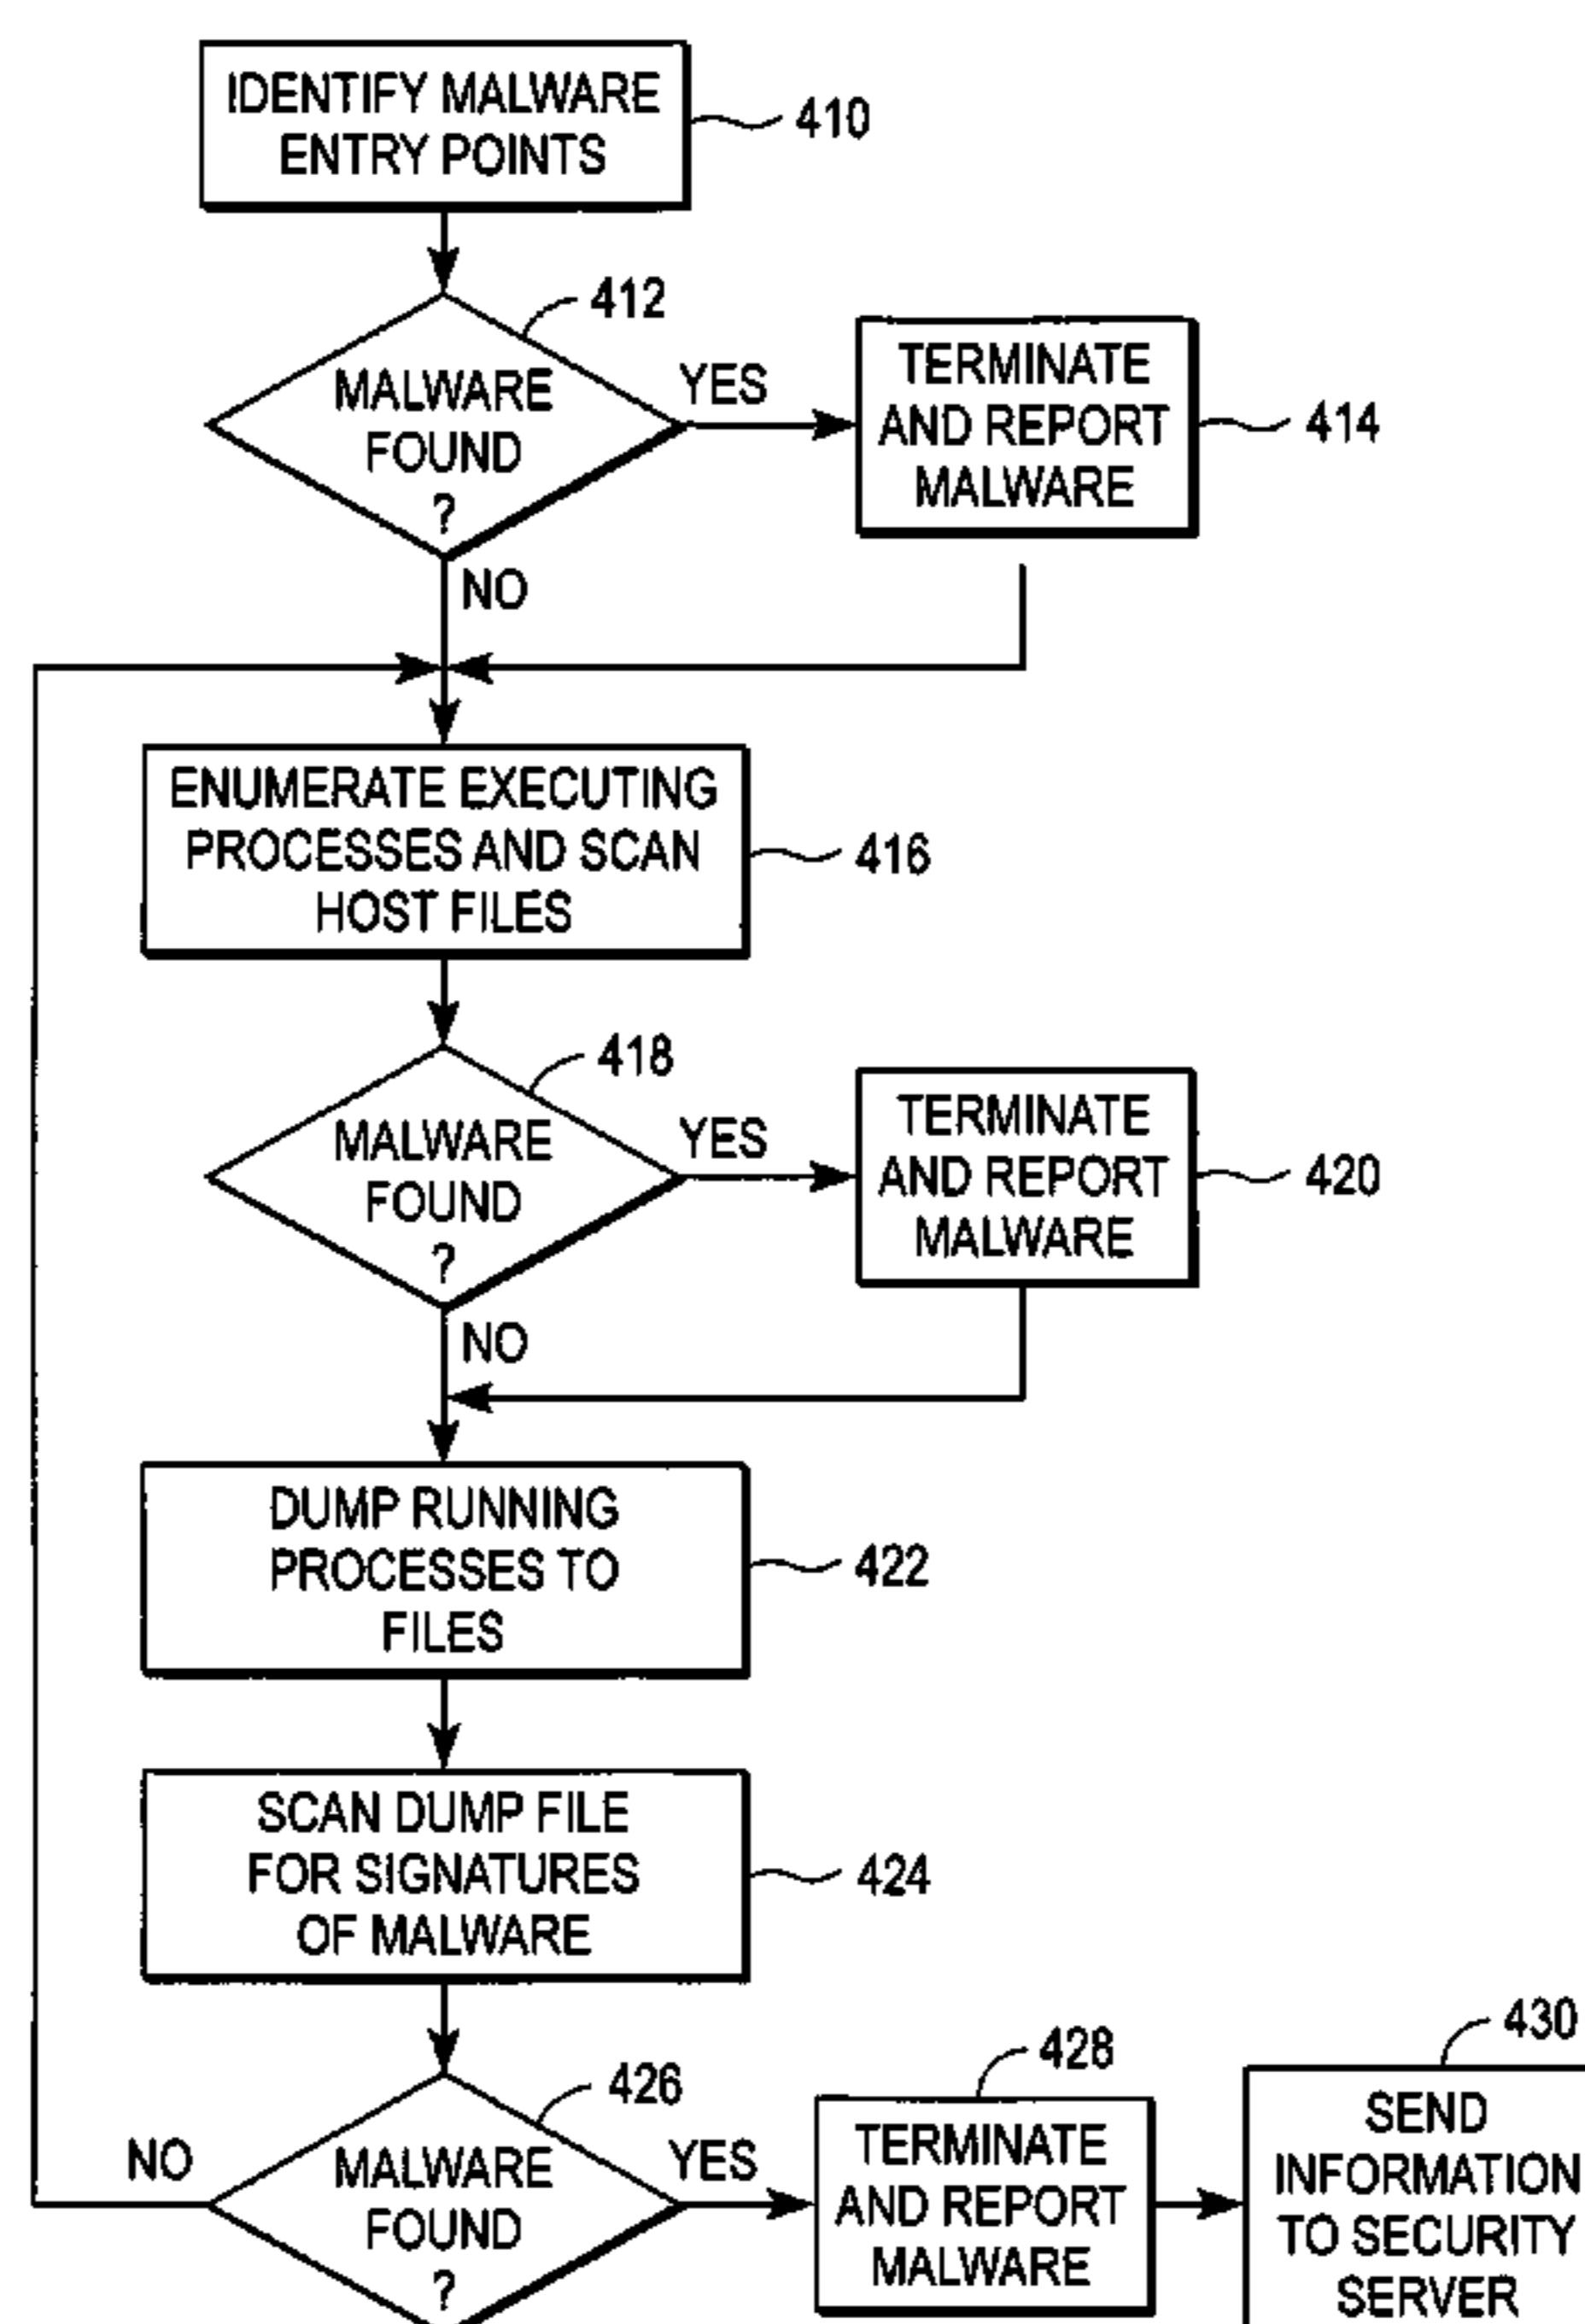 IDENTIFY MALWARE
ENTRY POINTS
410
412
MALWARE
FOUND
?
YES
TERMINATE
AND REPORT
MALWARE
414
NO
ENUMERATE EXECUTING
PROCESSES AND SCAN
HOST FILES
416
418
MALWARE
FOUND
?
YES
TERMINATE
AND REPORT
MALWARE
420
NO
DUMP RUNNING
PROCESSES TO
FILES
422
SCAN DUMP FILE
FOR SIGNATURES
OF MALWARE
424
426
NO
MALWARE
FOUND
?
YES
428
TERMINATE
AND REPORT
MALWARE
430
SEND
INFORMATION
TO SECURITY
SERVER